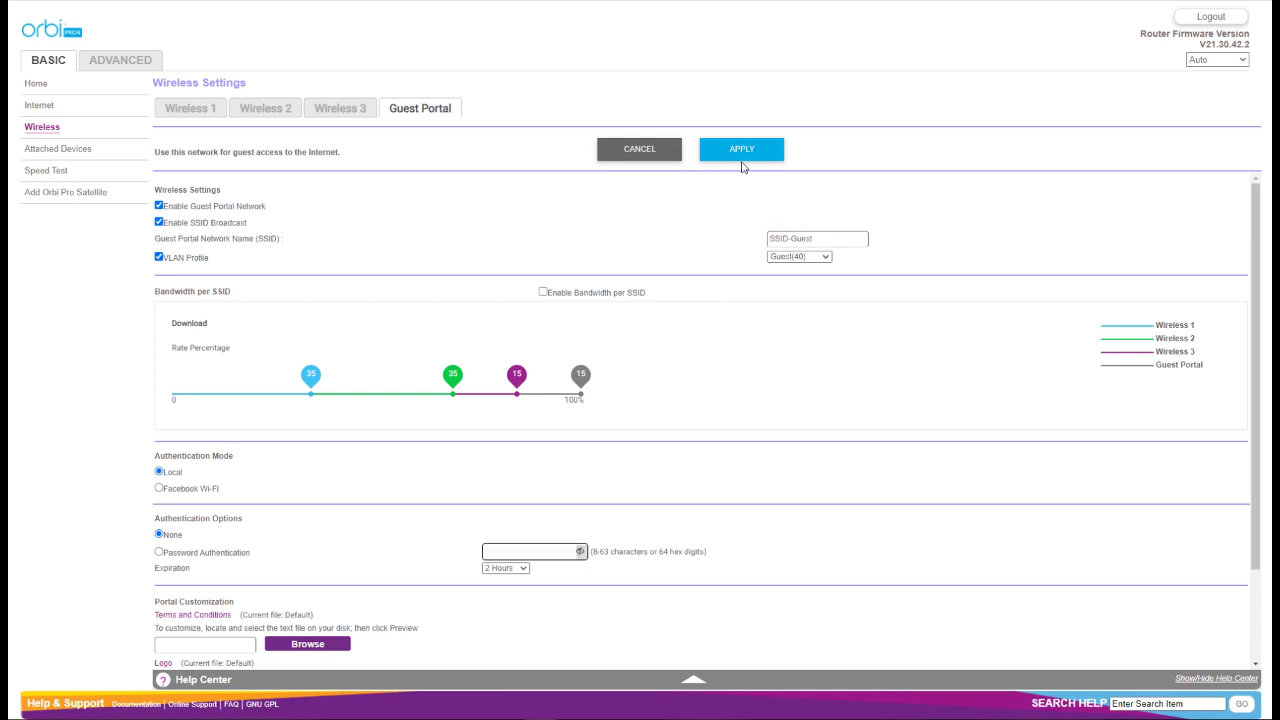 orbi PRO 6
Logout
Router Firmware Version
V21.30.42.2
Auto
BASIC
ADVANCED
Home
Internet
Wireless
Attached Devices
Speed Test
Add Orbi Pro Satellite
Wireless Settings
Wireless 1
Wireless 2
Wireless 3
Guest Portal
Use this network for guest access to the Internet.
CANCEL
APPLY
Wireless Settings
Enable Guest Portal Network
Enable SSID Broadcast
Guest Portal Network Name (SSID) :
SSID-Guest
VLAN Profile
Guest(40)
Bandwidth per SSID
Enable Bandwidth per SSID
Download
Rate Percentage
35
35
15
15
0
100%
Wireless 1
Wireless 2
Wireless 3
Guest Portal
Authentication Mode
Local
Facebook Wi-Fi
Authentication Options
None
Password Authentication
(8-63 characters or 64 hex digits)
Expiration
2 Hours
Portal Customization
Terms and Conditions (Current file: Default)
To customize, locate and select the text file on your disk; then click Preview
Browse
Logo (Current file: Default)
? Help Center
Show/Hide Help Center
Help & Support Documentation | Online Support | FAQ | GNU GPL
SEARCH HELP Enter Search Item GO